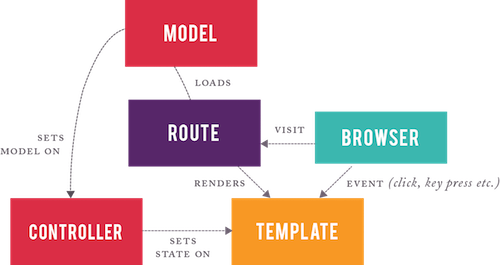 MODEL
LOADS
SETS
MODEL ON
ROUTE
VISIT
BROWSER
RENDERS
EVENT (click, key press etc.)
CONTROLLER
SETS
STATE ON
TEMPLATE